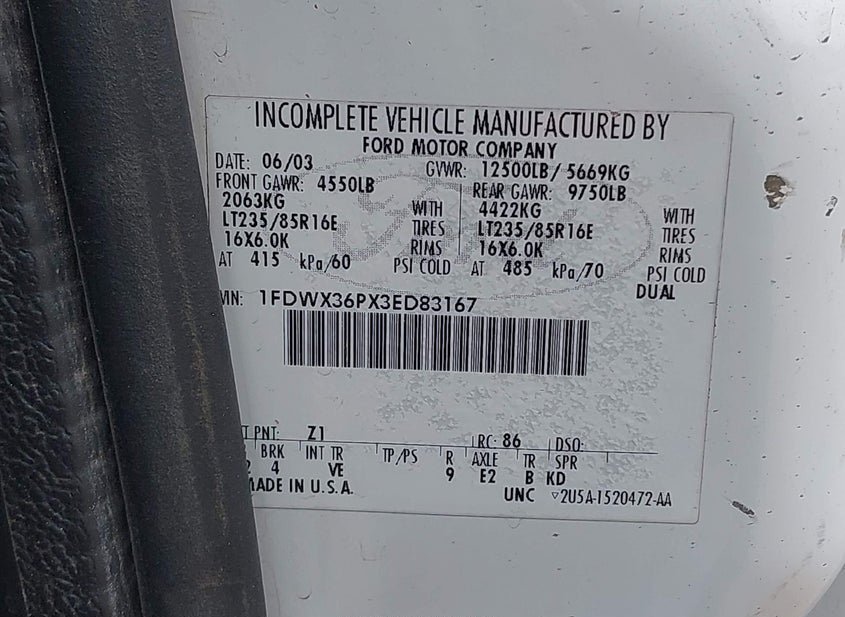 INCOMPLETE VEHICLE MANUFACTURED BY
FORD MOTOR COMPANY
DATE: 06/03 GVWR: 12500LB/ 5669KG
FRONT GAWR: 4550LB REAR GAWR: 9750LB
2063KG WITH 4422KG WITH
LT235/85R16E TIRES LT235/85R16E TIRES
16X6.0K RIMS 16X6.0K RIMS
AT 415 kPa/60 PSI COLD AT 485 kPa/70 PSI COLD
DUAL
VIN: 1FDWX36PX3ED83167
T PNT: Z1 RC: 86 DSO:
BRK INT TR TP/PS R AXLE TR SPR
4 VE 9 E2 B KD
MADE IN U.S.A. UNC ▽2U5A-1520472-AA